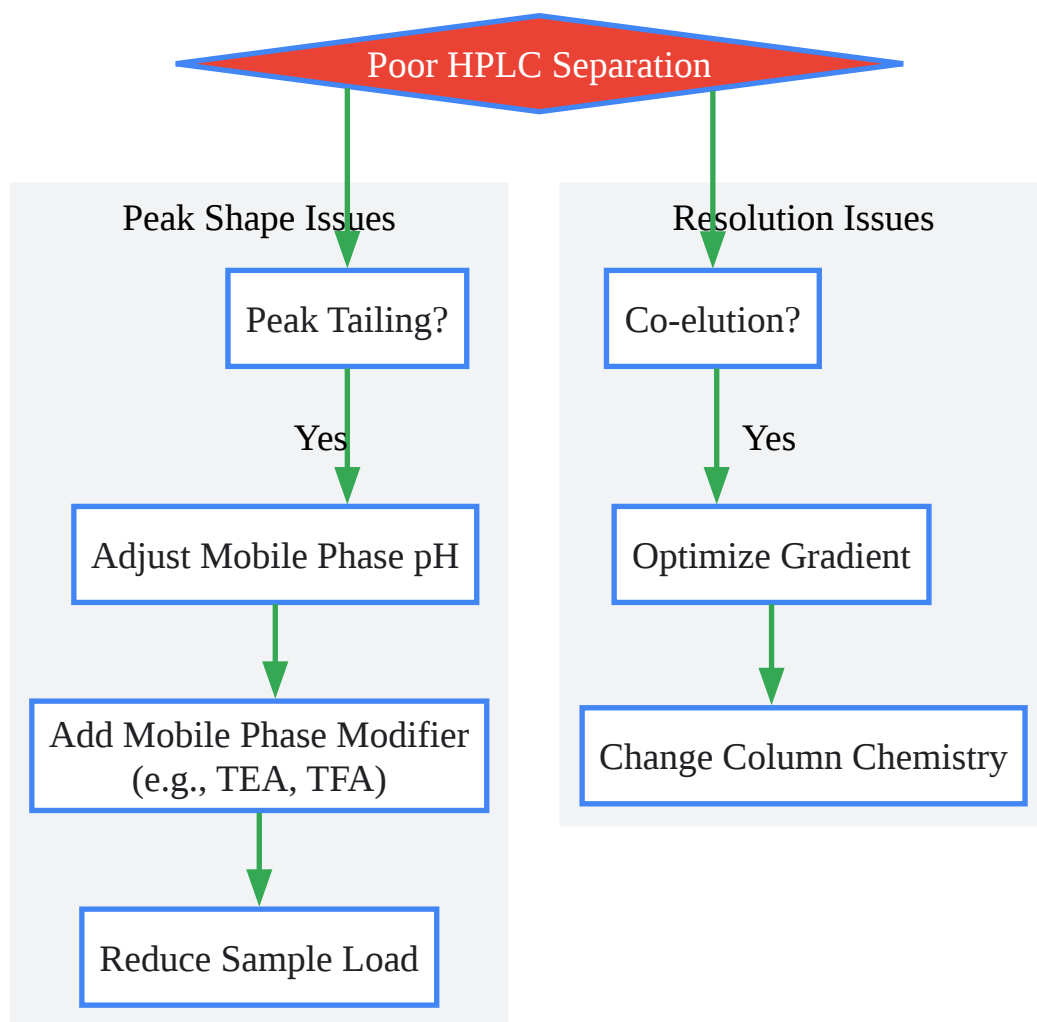 Poor HPLC Separation
Peak Shape Issues
Peak Tailing?
Yes
Adjust Mobile Phase pH
Add Mobile Phase Modifier
(e.g., TEA, TFA)
Reduce Sample Load
Resolution Issues
Co-elution?
Yes
Optimize Gradient
Change Column Chemistry